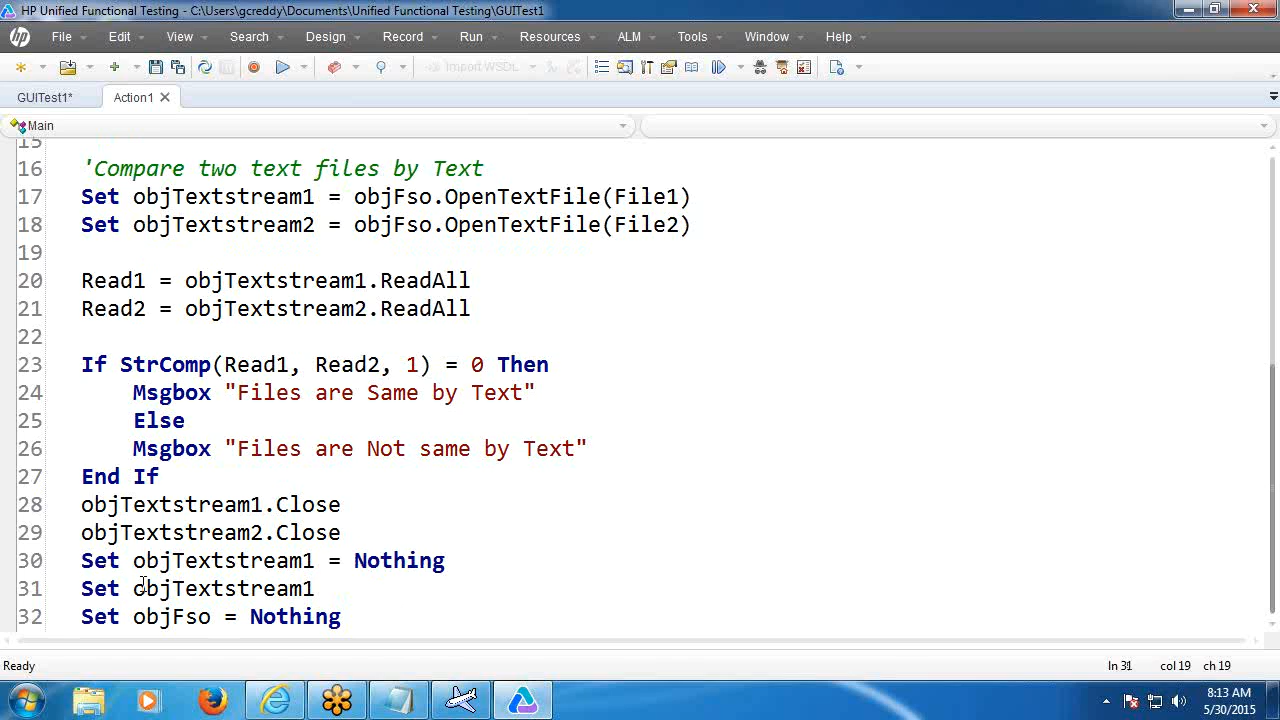 HP Unified Functional Testing - C:\Users\gcreddy\Documents\Unified Functional Testing\GUITest1
hp File Edit View Search Design Record Run Resources ALM Tools Window Help
Import WSDL
GUITest1* Action1
Main
15
16 'Compare two text files by Text
17 Set objTextstream1 = objFso.OpenTextFile(File1)
18 Set objTextstream2 = objFso.OpenTextFile(File2)
19
20 Read1 = objTextstream1.ReadAll
21 Read2 = objTextstream2.ReadAll
22
23 If StrComp(Read1, Read2, 1) = 0 Then
24 Msgbox "Files are Same by Text"
25 Else
26 Msgbox "Files are Not same by Text"
27 End If
28 objTextstream1.Close
29 objTextstream2.Close
30 Set objTextstream1 = Nothing
31 Set objTextstream1
32 Set objFso = Nothing
Ready ln 31 col 19 ch 19
8:13 AM
5/30/2015